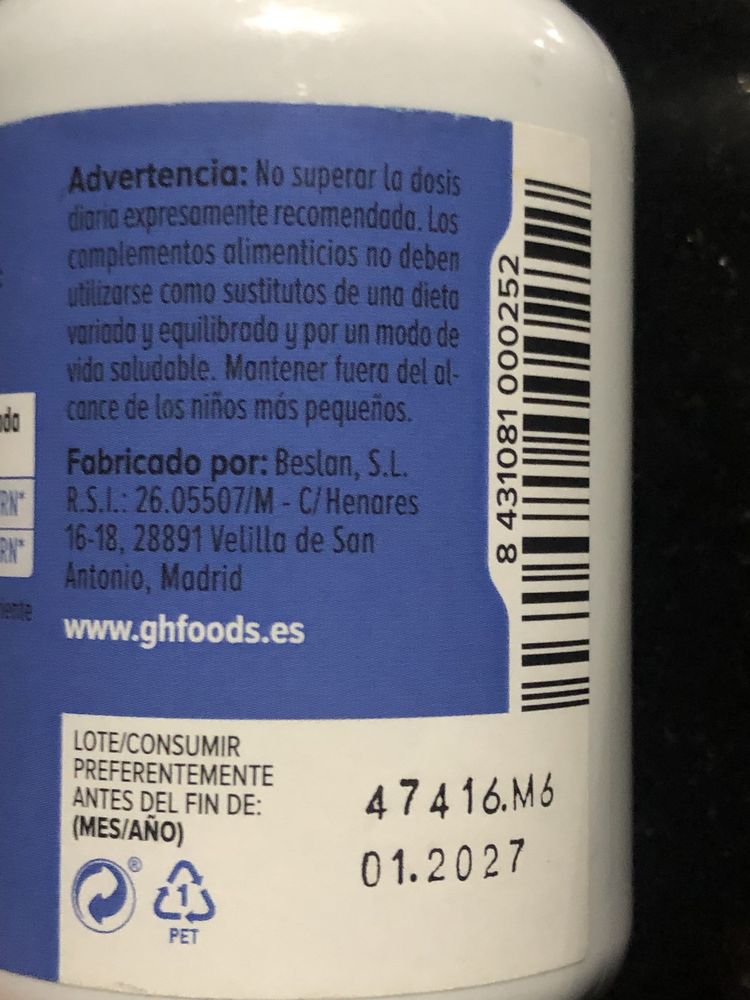 Advertencia: No superar la dosis
diaria expresamente recomendada. Los
complementos alimenticios no deben
utilizarse como sustitutos de una dieta
variada y equilibrada y por un modo de
vida saludable. Mantener fuera del al-
cance de los niños más pequeños.
Fabricado por: Beslan, S.L.
R.S.I.: 26.05507/M - C/Henares
16-18, 28891 Velilla de San
Antonio, Madrid
www.ghfoods.es
8 431081 000252
RN*
RN*
LOTE/CONSUMIR
PREFERENTEMENTE
ANTES DEL FIN DE:
(MES/AÑO)
47416.M6
01.2027
®
1
PET